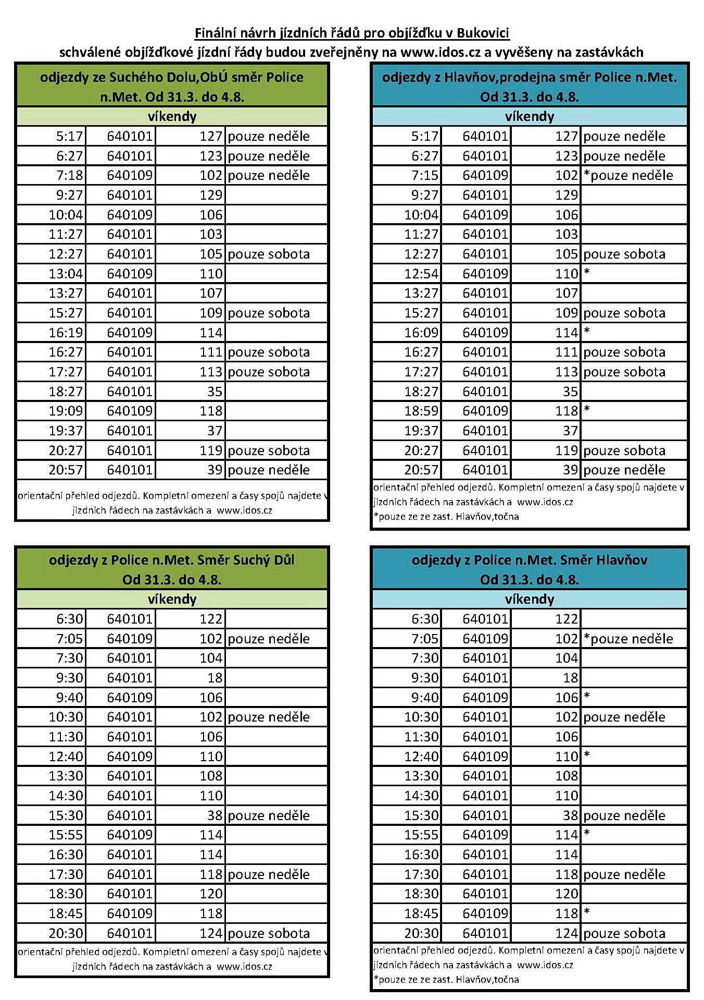 Finální návrh jízdních řádů pro objížďku v Bukovici
schválené objížďkové jízdní řády budou zveřejněny na www.idos.cz a vyvěšeny na zastávkách
odjezdy ze Suchého Dolu,ObÚ směr Police
n.Met. Od 31.3. do 4.8.
víkendy
5:17 640101 127 pouze neděle
6:27 640101 123 pouze neděle
7:18 640109 102 pouze neděle
9:27 640101 129
10:04 640109 106
11:27 640101 103
12:27 640101 105 pouze sobota
13:04 640109 110
13:27 640101 107
15:27 640101 109 pouze sobota
16:19 640109 114
16:27 640101 111 pouze sobota
17:27 640101 113 pouze sobota
18:27 640101 35
19:09 640109 118
19:37 640101 37
20:27 640101 119 pouze sobota
20:57 640101 39 pouze neděle
orientační přehled odjezdů. Kompletní omezení a časy spojů najdete v
jízdních řádech na zastávkách a www.idos.cz
odjezdy z Hlavňov,prodejna směr Police n.Met.
Od 31.3. do 4.8.
víkendy
5:17 640101 127 pouze neděle
6:27 640101 123 pouze neděle
7:15 640109 102 *pouze neděle
9:27 640101 129
10:04 640109 106
11:27 640101 103
12:27 640101 105 pouze sobota
12:54 640109 110 *
13:27 640101 107
15:27 640101 109 pouze sobota
16:09 640109 114 *
16:27 640101 111 pouze sobota
17:27 640101 113 pouze sobota
18:27 640101 35
18:59 640109 118 *
19:37 640101 37
20:27 640101 119 pouze sobota
20:57 640101 39 pouze neděle
orientační přehled odjezdů. Kompletní omezení a časy spojů najdete v
jízdních řádech na zastávkách a www.idos.cz
*pouze ze ze zast. Hlavňov,točna
odjezdy z Police n.Met. Směr Suchý Důl
Od 31.3. do 4.8.
víkendy
6:30 640101 122
7:05 640109 102 pouze neděle
7:30 640101 104
9:30 640101 18
9:40 640109 106
10:30 640101 102 pouze neděle
11:30 640101 106
12:40 640109 110
13:30 640101 108
14:30 640101 110
15:30 640101 38 pouze neděle
15:55 640109 114
16:30 640101 114
17:30 640101 118 pouze neděle
18:30 640101 120
18:45 640109 118
20:30 640101 124 pouze sobota
orientační přehled odjezdů. Kompletní omezení a časy spojů najdete v
jízdních řádech na zastávkách a www.idos.cz
odjezdy z Police n.Met. Směr Hlavňov
Od 31.3. do 4.8.
víkendy
6:30 640101 122
7:05 640109 102 *pouze neděle
7:30 640101 104
9:30 640101 18
9:40 640109 106 *
10:30 640101 102 pouze neděle
11:30 640101 106
12:40 640109 110 *
13:30 640101 108
14:30 640101 110
15:30 640101 38 pouze neděle
15:55 640109 114 *
16:30 640101 114
17:30 640101 118 pouze neděle
18:30 640101 120
18:45 640109 118 *
20:30 640101 124 pouze sobota
orientační přehled odjezdů. Kompletní omezení a časy spojů najdete v
jízdních řádech na zastávkách a www.idos.cz
*pouze ze ze zast. Hlavňov,točna